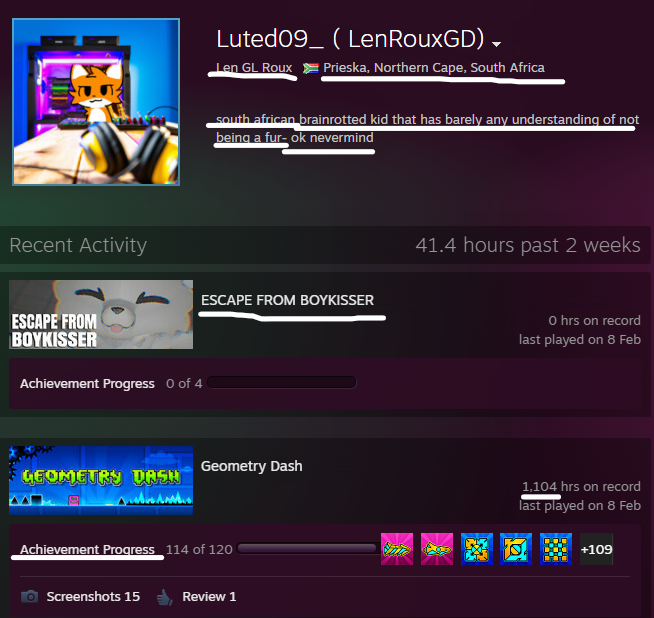 Luted09_ ( LenRouxGD)
Len GL Roux Prieska, Northern Cape, South Africa
south african brainrotted kid that has barely any understanding of not
being a fur- ok nevermind
Recent Activity 41.4 hours past 2 weeks
ESCAPE FROM
BOYKISSER
ESCAPE FROM BOYKISSER
0 hrs on record
last played on 8 Feb
Achievement Progress 0 of 4
GEOMETRY DASH
Geometry Dash
1,104 hrs on record
last played on 8 Feb
Achievement Progress 114 of 120 +109
Screenshots 15 Review 1